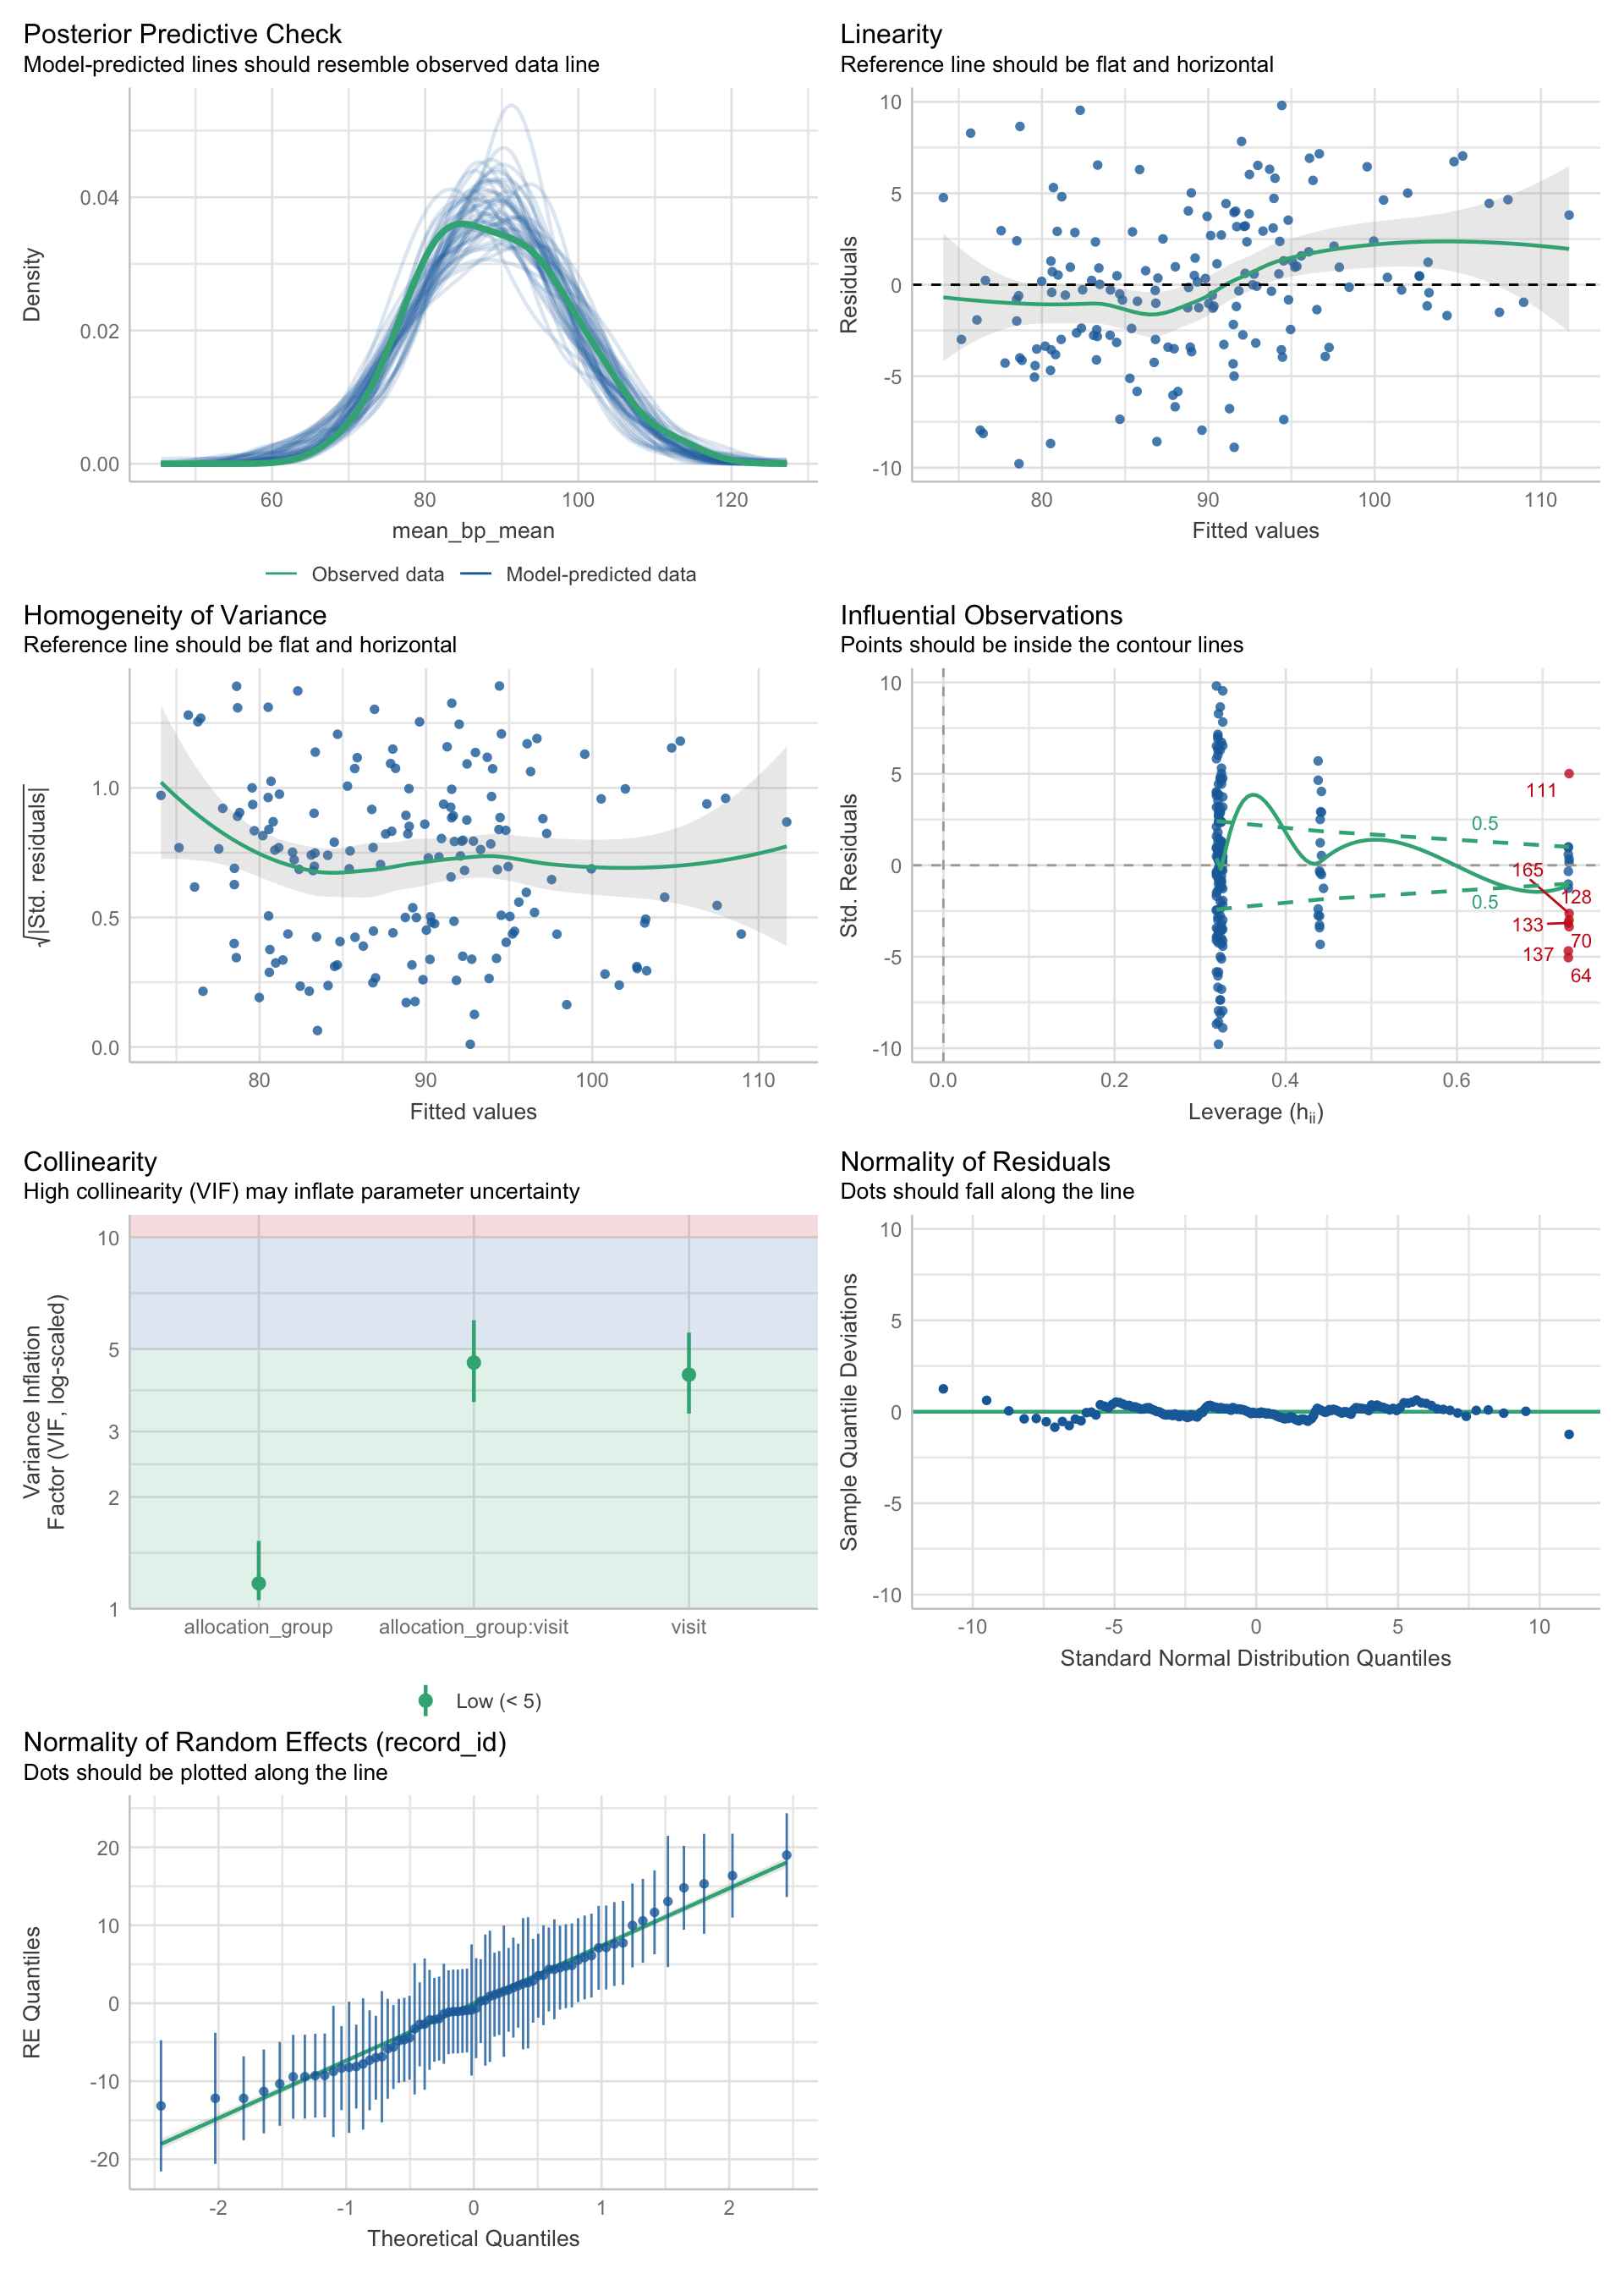 Posterior Predictive Check
Model-predicted lines should resemble observed data line
Density
0.04
0.02
0.00
60 80 100 120
mean_bp_mean
Observed data Model-predicted data
Linearity
Reference line should be flat and horizontal
Residuals
10
5
0
-5
-10
80 90 100 110
Fitted values
Homogeneity of Variance
Reference line should be flat and horizontal
√|Std. residuals|
1.0
0.5
0.0
80 90 100 110
Fitted values
Influential Observations
Points should be inside the contour lines
Std. Residuals
10
5
0
-5
-10
111
0.5
165
128
0.5
133
70
137
64
0.0 0.2 0.4 0.6
Leverage (hii)
Collinearity
High collinearity (VIF) may inflate parameter uncertainty
Variance Inflation
Factor (VIF, log-scaled)
10
5
3
2
1
allocation_group allocation_group:visit visit
Low (< 5)
Normality of Residuals
Dots should fall along the line
Sample Quantile Deviations
10
5
0
-5
-10
-10 -5 0 5 10
Standard Normal Distribution Quantiles
Normality of Random Effects (record_id)
Dots should be plotted along the line
RE Quantiles
20
10
0
-10
-20
-2 -1 0 1 2
Theoretical Quantiles